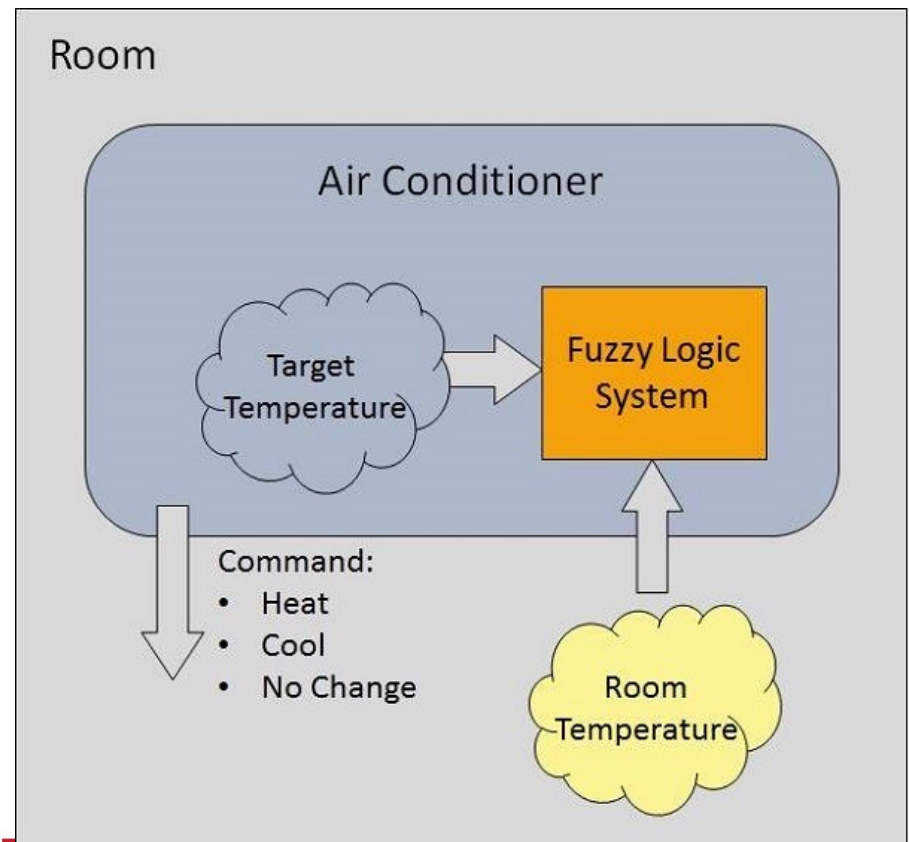 Room
Air Conditioner
Target
Temperature
Fuzzy Logic
System
Command:
• Heat
• Cool
• No Change
Room
Temperature